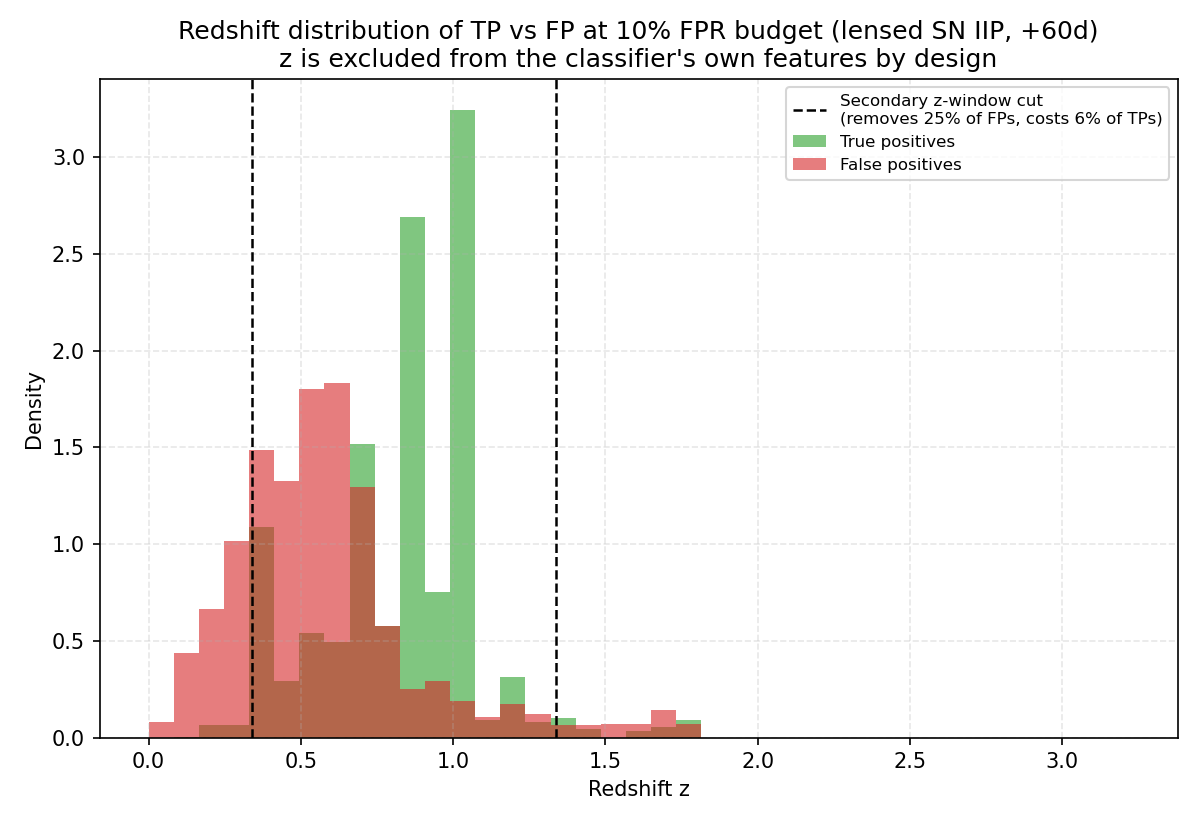 Redshift distribution of TP vs FP at 10% FPR budget (lensed SN IIP, +60d)
z is excluded from the classifier's own features by design
Secondary z-window cut
(removes 25% of FPs, costs 6% of TPs)
True positives
False positives
Density
3.0
2.5
2.0
1.5
1.0
0.5
0.0
0.0 0.5 1.0 1.5 2.0 2.5 3.0
Redshift z